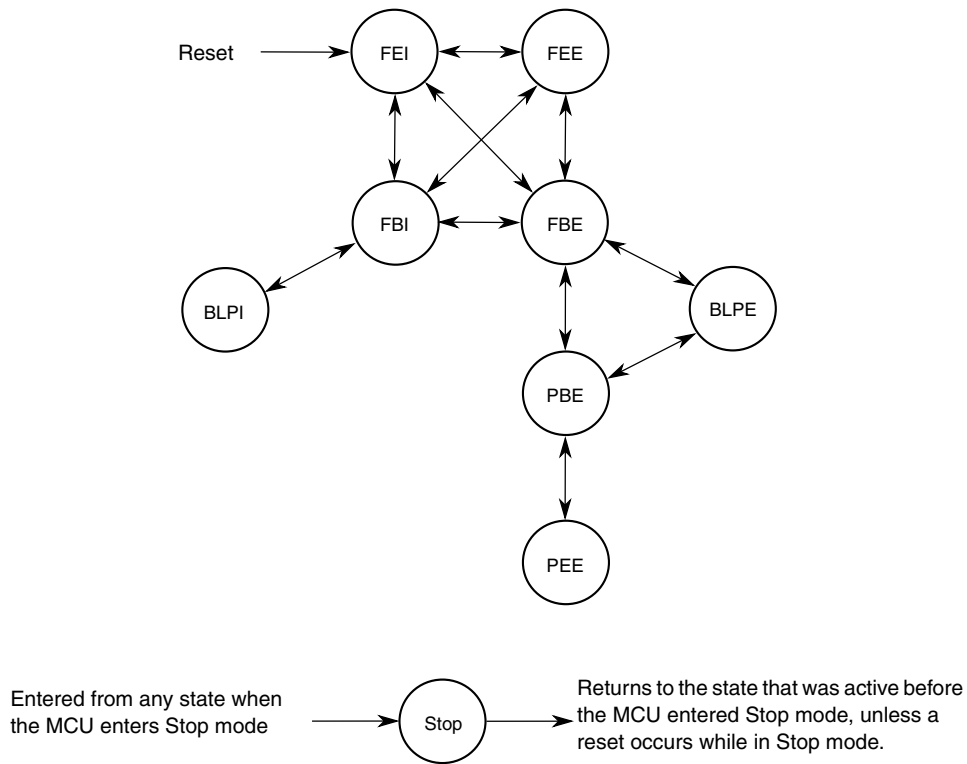 Reset
FEI
FEE
FBI
FBE
BLPI
BLPE
PBE
PEE
Entered from any state when
the MCU enters Stop mode
Stop
Returns to the state that was active before
the MCU entered Stop mode, unless a
reset occurs while in Stop mode.